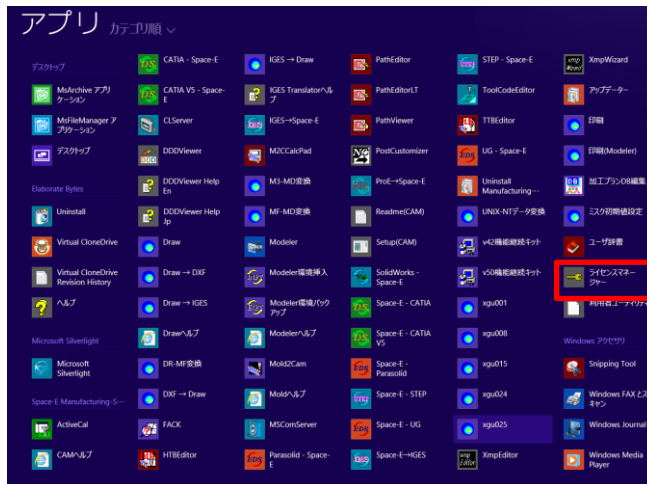 アプリ カテゴリ順
デスクトップ
MsArchive アプリ
ケーション
MsFileManager ア
プリケーション
デスクトップ
Elaborate Bytes
Uninstall
Virtual CloneDrive
Virtual CloneDrive
Revision History
ヘルプ
Microsoft Silverlight
Microsoft
Silverlight
Space-E Manufacturing-S…
ActiveCal
CAMヘルプ
CATIA - Space-E
CATIA V5 - Space-
E
CLServer
DDDViewer
DDDViewer Help
En
DDDViewer Help
Jp
Draw
Draw → DXF
Draw → IGES
Drawヘルプ
DR-MF変換
DXF → Draw
FACK
HTBEditor
IGES → Draw
IGES Translatorヘル
プ
IGES→Space-E
M2CCalcPad
M3-MD変換
MF-MD変換
Modeler
Modeler環境挿入
Modeler環境バック
アップ
Modelerヘルプ
Mold2Cam
Moldヘルプ
MSComServer
Parasolid - Space-
E
PathEditor
PathEditorLT
PathViewer
PostCustomizer
ProE→Space-E
Readme(CAM)
Setup(CAM)
SolidWorks -
Space-E
Space-E - CATIA
Space-E - CATIA
V5
Space-E -
Parasolid
Space-E - STEP
Space-E - UG
Space-E→IGES
STEP - Space-E
ToolCodeEditor
TTBEditor
UG - Space-E
Uninstall
Manufacturing…
UNIX-NTデータ変換
v42機能継続キット
v50機能継続キット
xgu001
xgu008
xgu015
xgu024
xgu025
XmpEditor
XmpWizard
アップデーター
印刷
印刷(Modeler)
加工プランDB編集
ミスク初期値設定
ユーザ辞書
ライセンスマネー
ジャー
利用者ユーティリティ
Windows アクセサリ
Snipping Tool
Windows FAX とス
キャン
Windows Journal
Windows Media
Player